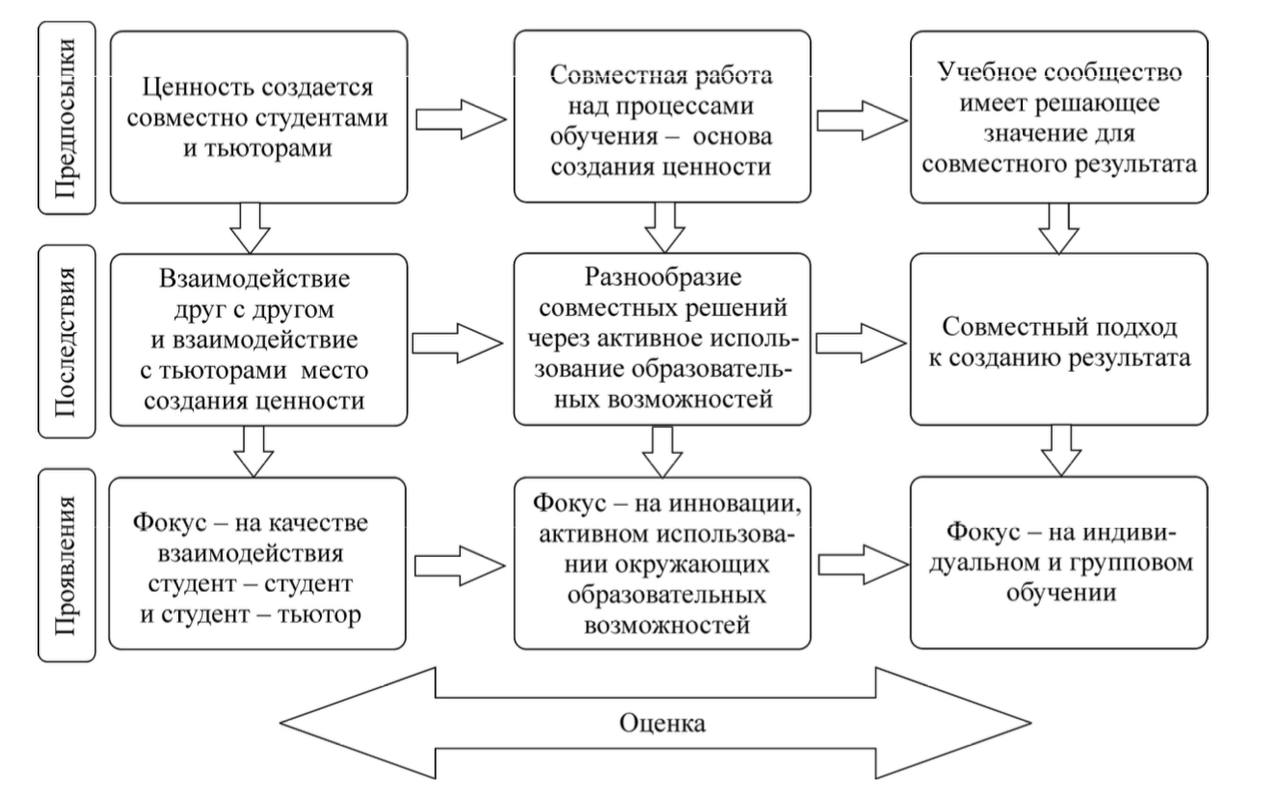 Предпосылки
Ценность создается
совместно студентами
и тьюторами
Совместная работа
над процессами
обучения – основа
создания ценности
Учебное сообщество
имеет решающее
значение для
совместного результата
Последствия
Взаимодействие
друг с другом
и взаимодействие
с тьюторами место
создания ценности
Разнообразие
совместных решений
через активное исполь-
зование образователь-
ных возможностей
Совместный подход
к созданию результата
Проявления
Фокус – на качестве
взаимодействия
студент – студент
и студент – тьютор
Фокус – на инновации,
активном использова-
нии окружающих
образовательных
возможностей
Фокус – на индиви-
дуальном и групповом
обучении
Оценка